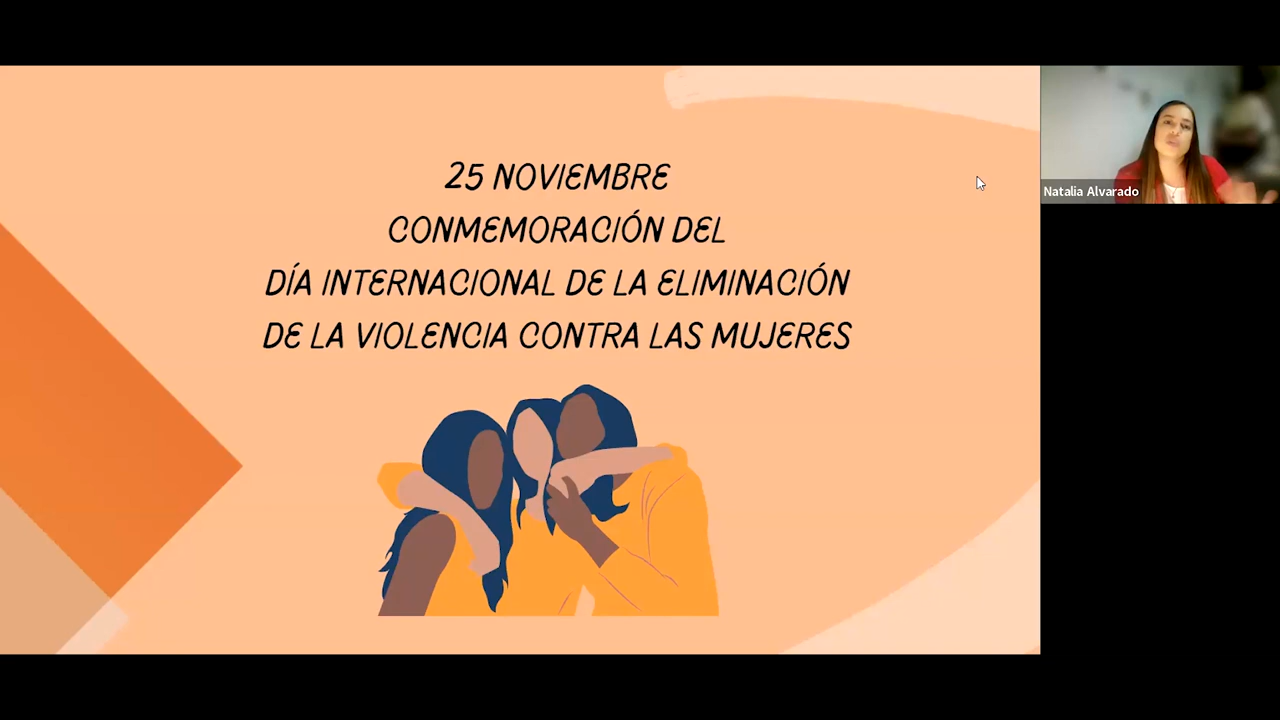 25 NOVIEMBRE
CONMEMORACIÓN DEL
DÍA INTERNACIONAL DE LA ELIMINACIÓN
DE LA VIOLENCIA CONTRA LAS MUJERES
Natalia Alvarado